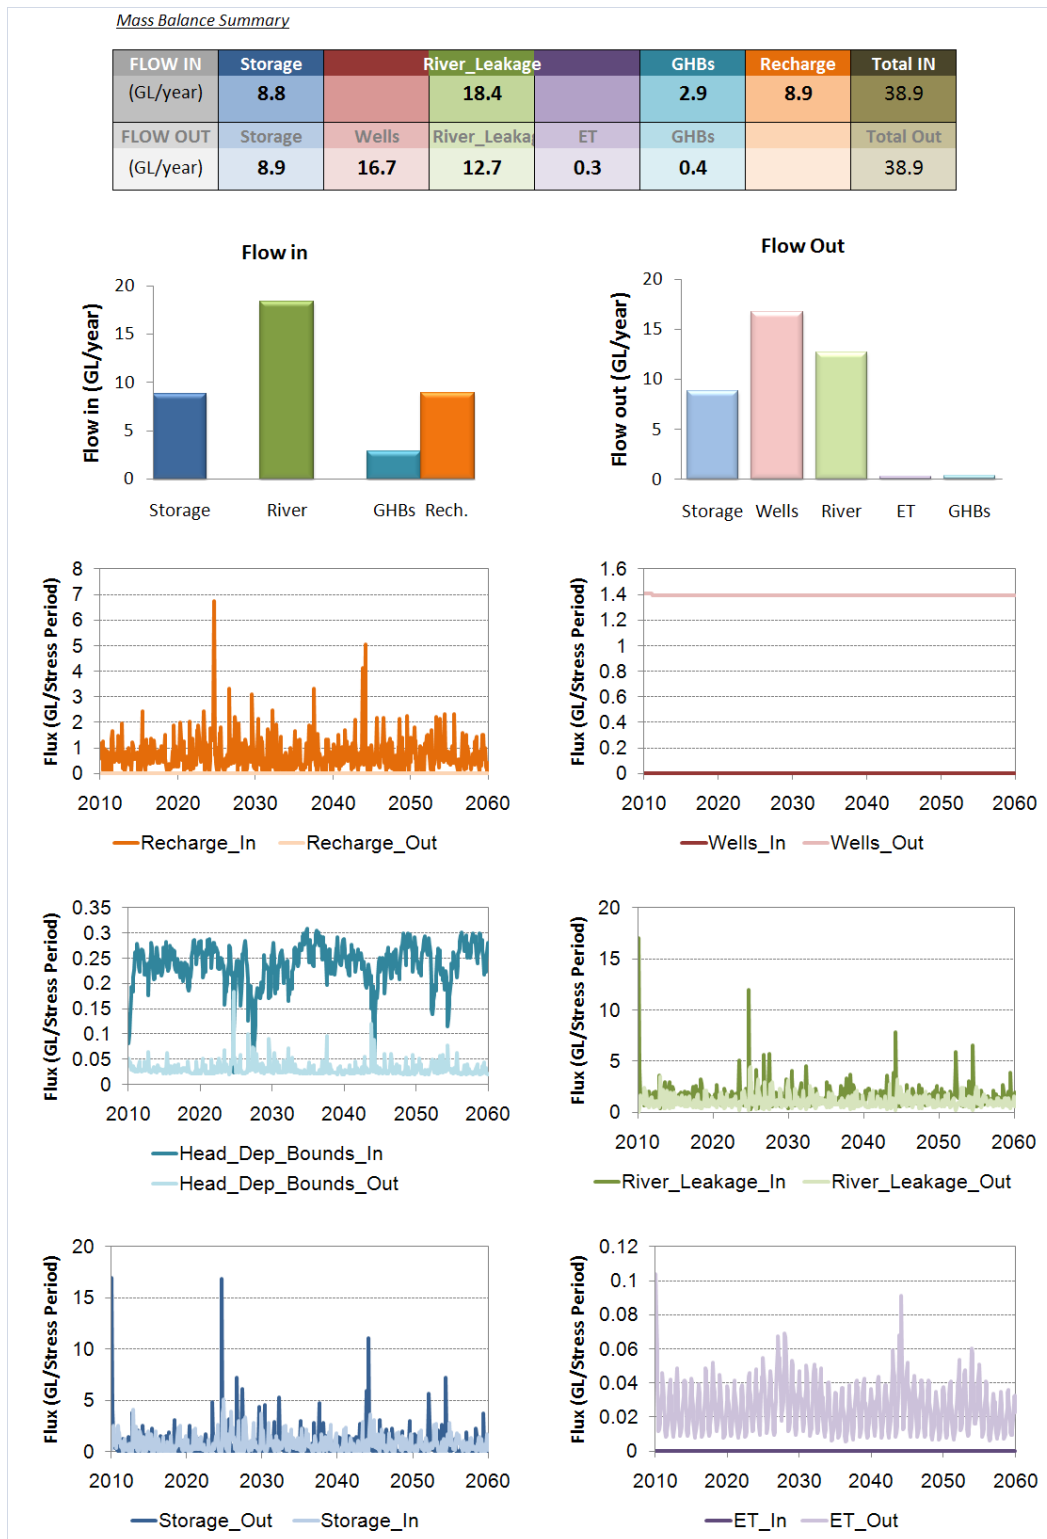 Mass Balance Summary
FLOW IN Storage River_Leakage GHBs Recharge Total IN
(GL/year) 8.8 18.4 2.9 8.9 38.9
FLOW OUT Storage Wells River_Leakag ET GHBs Total Out
(GL/year) 8.9 16.7 12.7 0.3 0.4 38.9
Flow in
Flow in (GL/year)
20
15
10
5
0
Storage River GHBs Rech.
Flow Out
Flow out (GL/year)
20
15
10
5
0
Storage Wells River ET GHBs
Flux (GL/Stress Period)
8
7
6
5
4
3
2
1
0
2010 2020 2030 2040 2050 2060
Recharge_In Recharge_Out
Flux (GL/Stress Period)
1.6
1.4
1.2
1
0.8
0.6
0.4
0.2
0
2010 2020 2030 2040 2050 2060
Wells_In Wells_Out
Flux (GL/Stress Period)
0.35
0.3
0.25
0.2
0.15
0.1
0.05
0
2010 2020 2030 2040 2050 2060
Head_Dep_Bounds_In
Head_Dep_Bounds_Out
Flux (GL/Stress Period)
20
15
10
5
0
2010 2020 2030 2040 2050 2060
River_Leakage_In River_Leakage_Out
Flux (GL/Stress Period)
20
15
10
5
0
2010 2020 2030 2040 2050 2060
Storage_Out Storage_In
Flux (GL/Stress Period)
0.12
0.1
0.08
0.06
0.04
0.02
0
2010 2020 2030 2040 2050 2060
ET_In ET_Out